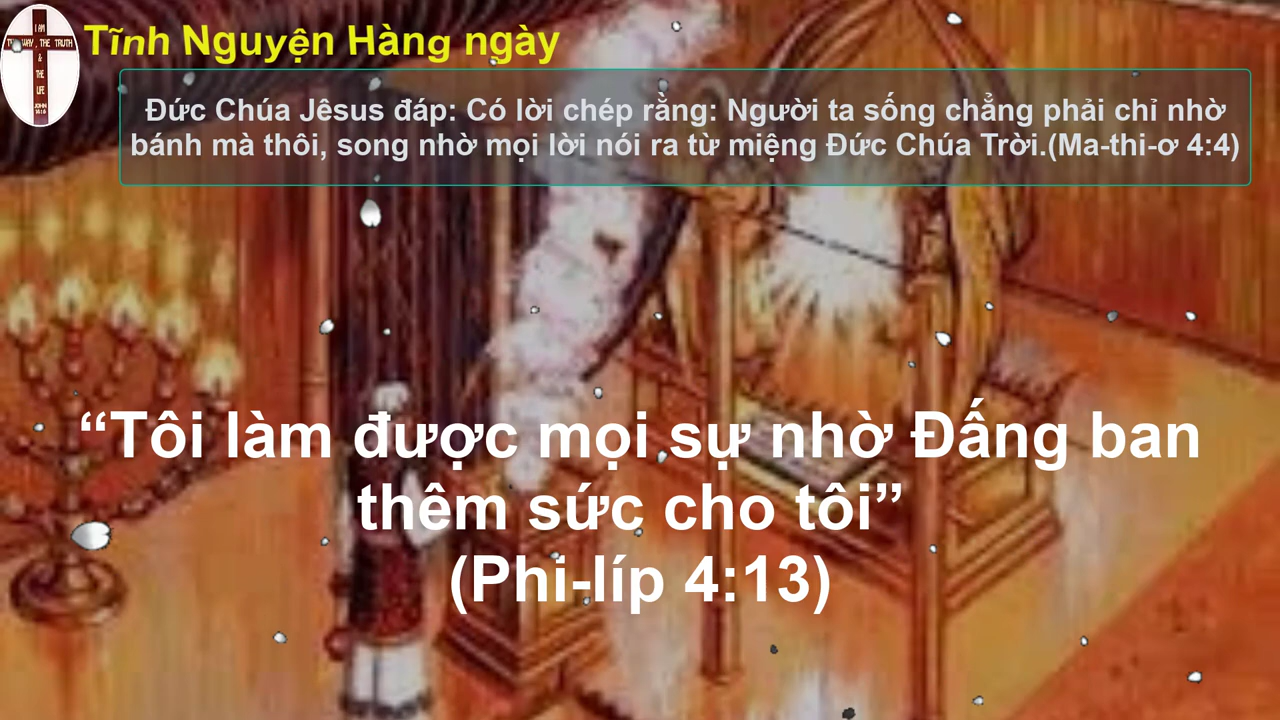 Tĩnh Nguyện Hàng ngày
I AM
THE WAY, THE TRUTH
&
THE
LIFE
JOHN
14:6
Đức Chúa Jêsus đáp: Có lời chép rằng: Người ta sống chẳng phải chỉ nhờ
bánh mà thôi, song nhờ mọi lời nói ra từ miệng Đức Chúa Trời.(Ma-thi-ơ 4:4)
“Tôi làm được mọi sự nhờ Đấng ban
thêm sức cho tôi”
(Phi-líp 4:13)